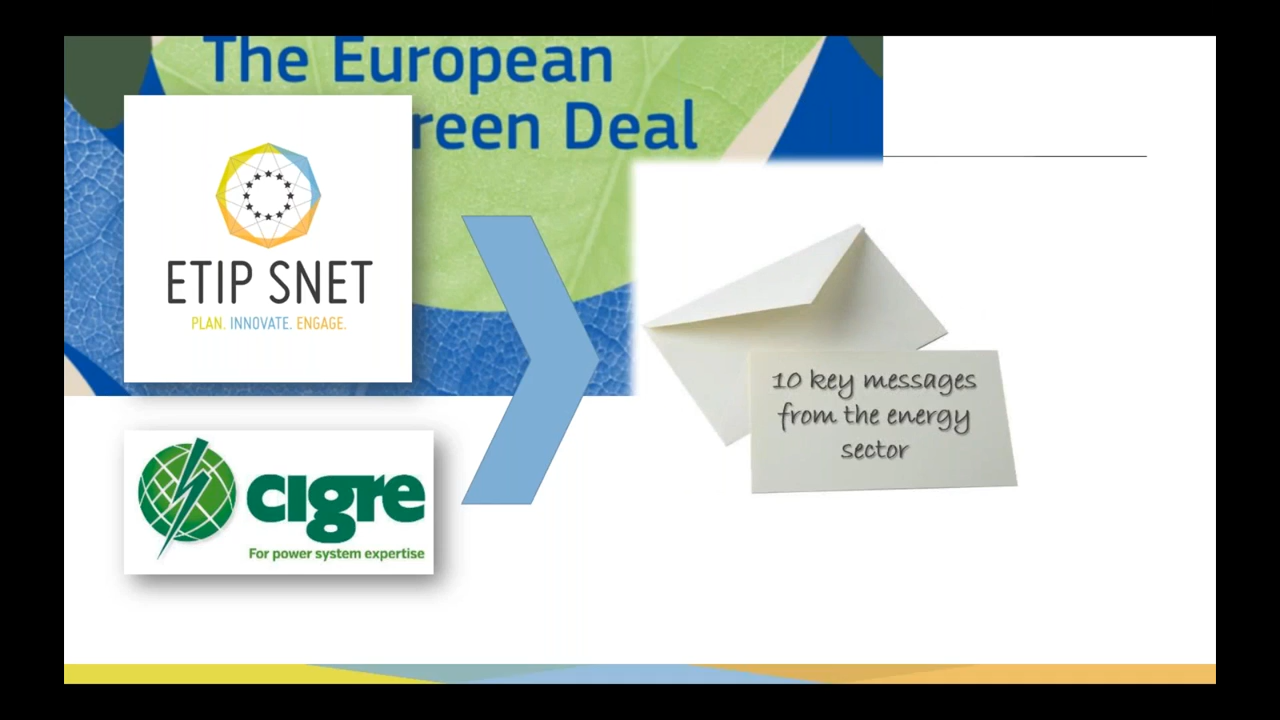 The European
reen Deal
ETIP SNET
PLAN. INNOVATE. ENGAGE.
cigre
For power system expertise
10 key messages
from the energy
sector